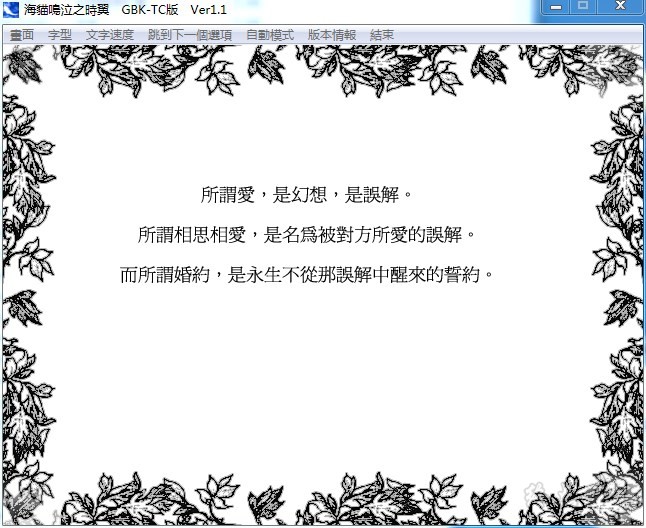 海貓鳴泣之時翼 GBK-TC版 Ver1.1
畫面 字型 文字速度 跳到下一個選項 自動模式 版本情報 結束
所謂愛，是幻想，是誤解。
所謂相思相愛，是名爲被對方所愛的誤解。
而所謂婚約，是永生不從那誤解中醒來的誓約。